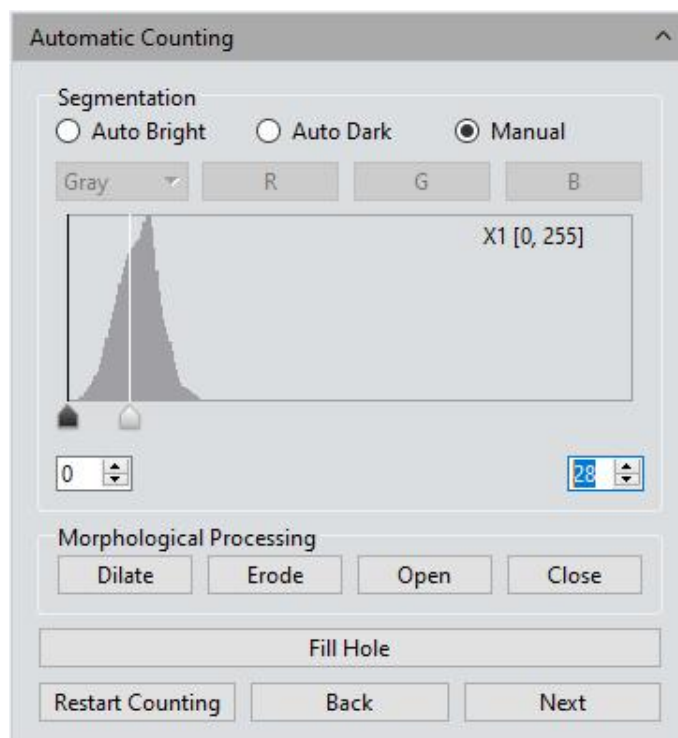 Automatic Counting
Segmentation
Auto Bright Auto Dark Manual
Gray R G B
X1 [0, 255]
0 28
Morphological Processing
Dilate Erode Open Close
Fill Hole
Restart Counting Back Next